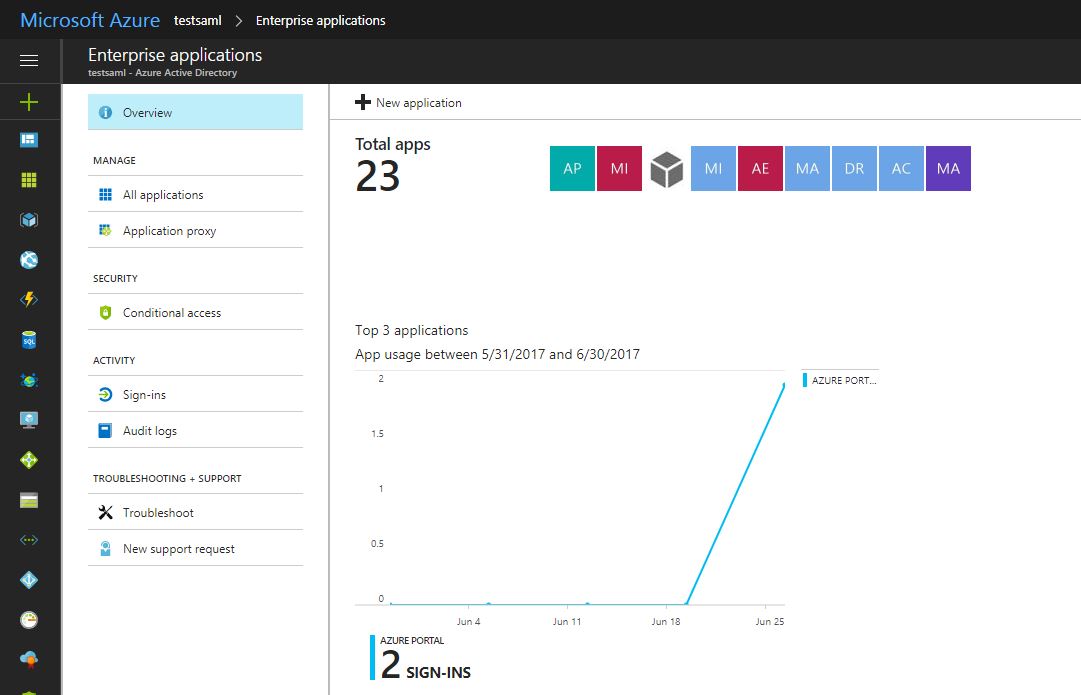 Microsoft Azure testsaml > Enterprise applications
Enterprise applications
testsaml - Azure Active Directory
Overview
MANAGE
All applications
Application proxy
SECURITY
Conditional access
ACTIVITY
Sign-ins
Audit logs
TROUBLESHOOTING + SUPPORT
Troubleshoot
New support request
New application
Total apps
23
AP MI MI AE MA DR AC MA
Top 3 applications
App usage between 5/31/2017 and 6/30/2017
2
1.5
1
0.5
0
Jun 4 Jun 11 Jun 18 Jun 25
AZURE PORT...
AZURE PORTAL
2 SIGN-INS
SQL